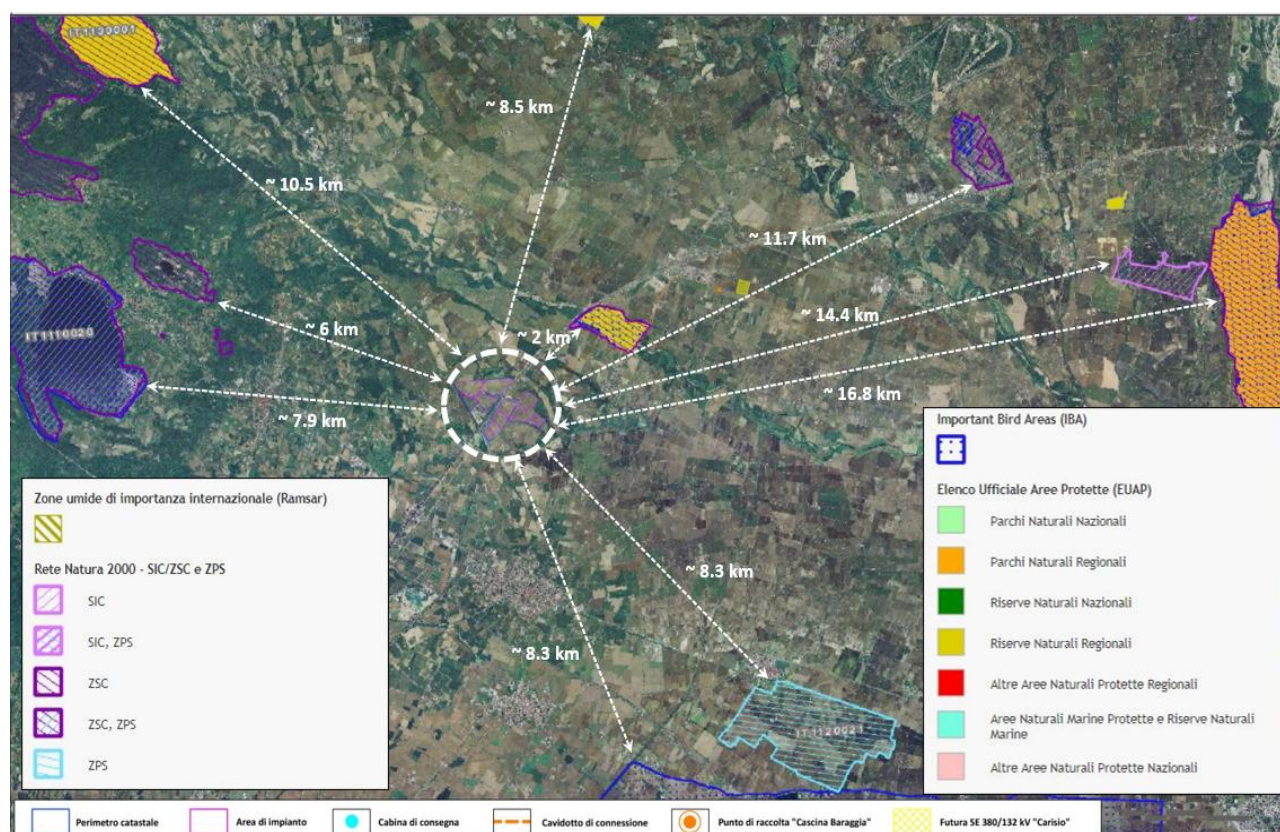 IT1130001
~ 8.5 km
~ 10.5 km
~ 11.7 km
~ 6 km
~ 2 km
~ 14.4 km
IT1110020
~ 7.9 km
~ 16.8 km
~ 8.3 km
~ 8.3 km
IT1120021
Zone umide di importanza internazionale (Ramsar)
Rete Natura 2000 - SIC/ZSC e ZPS
SIC
SIC, ZPS
ZSC
ZSC, ZPS
ZPS
Important Bird Areas (IBA)
Elenco Ufficiale Aree Protette (EUAP)
Parchi Naturali Nazionali
Parchi Naturali Regionali
Riserve Naturali Nazionali
Riserve Naturali Regionali
Altre Aree Naturali Protette Regionali
Aree Naturali Marine Protette e Riserve Naturali
Marine
Altre Aree Naturali Protette Nazionali
Perimetro catastale
Area di impianto
Cabina di consegna
Cavidotto di connessione
Punto di raccolta "Cascina Baraggia"
Futura SE 380/132 kV "Carisio"